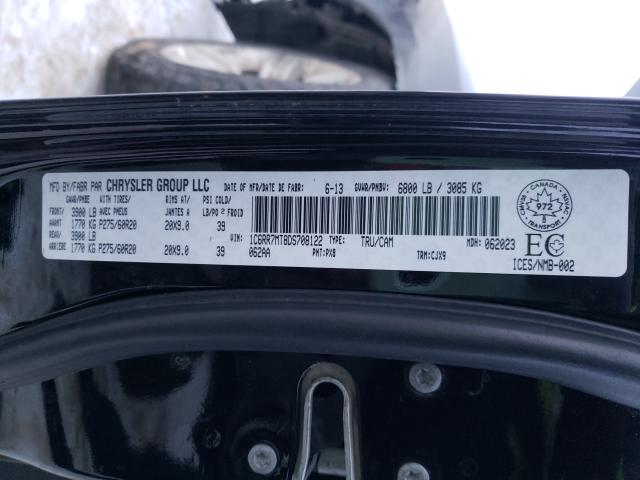 MFD BY/FABR PAR CHRYSLER GROUP LLC DATE OF MFR/DATE DE FABR: 6-13 GVWR/PNBV: 6800 LB / 3085 KG
GAWR/PNBE WITH TIRES/ RIMS AT/ PSI COLD/
FRONT/ 3900 LB AVEC PNEUS JANTES A LB/PO2 FROID
AVANT 1770 KG P275/60R20 20X9.0 39
REAR/ 3900 LB
ARRIERE 1770 KG P275/60R20 20X9.0 39
VIN: 1C6RR7MT8DS708122 TYPE: TRU/CAM MDH: 062023
062AA PNT:PX8 TRM:CJX9
CMVSS CANADA NSVAC
972
EC
ICES/NMB-002